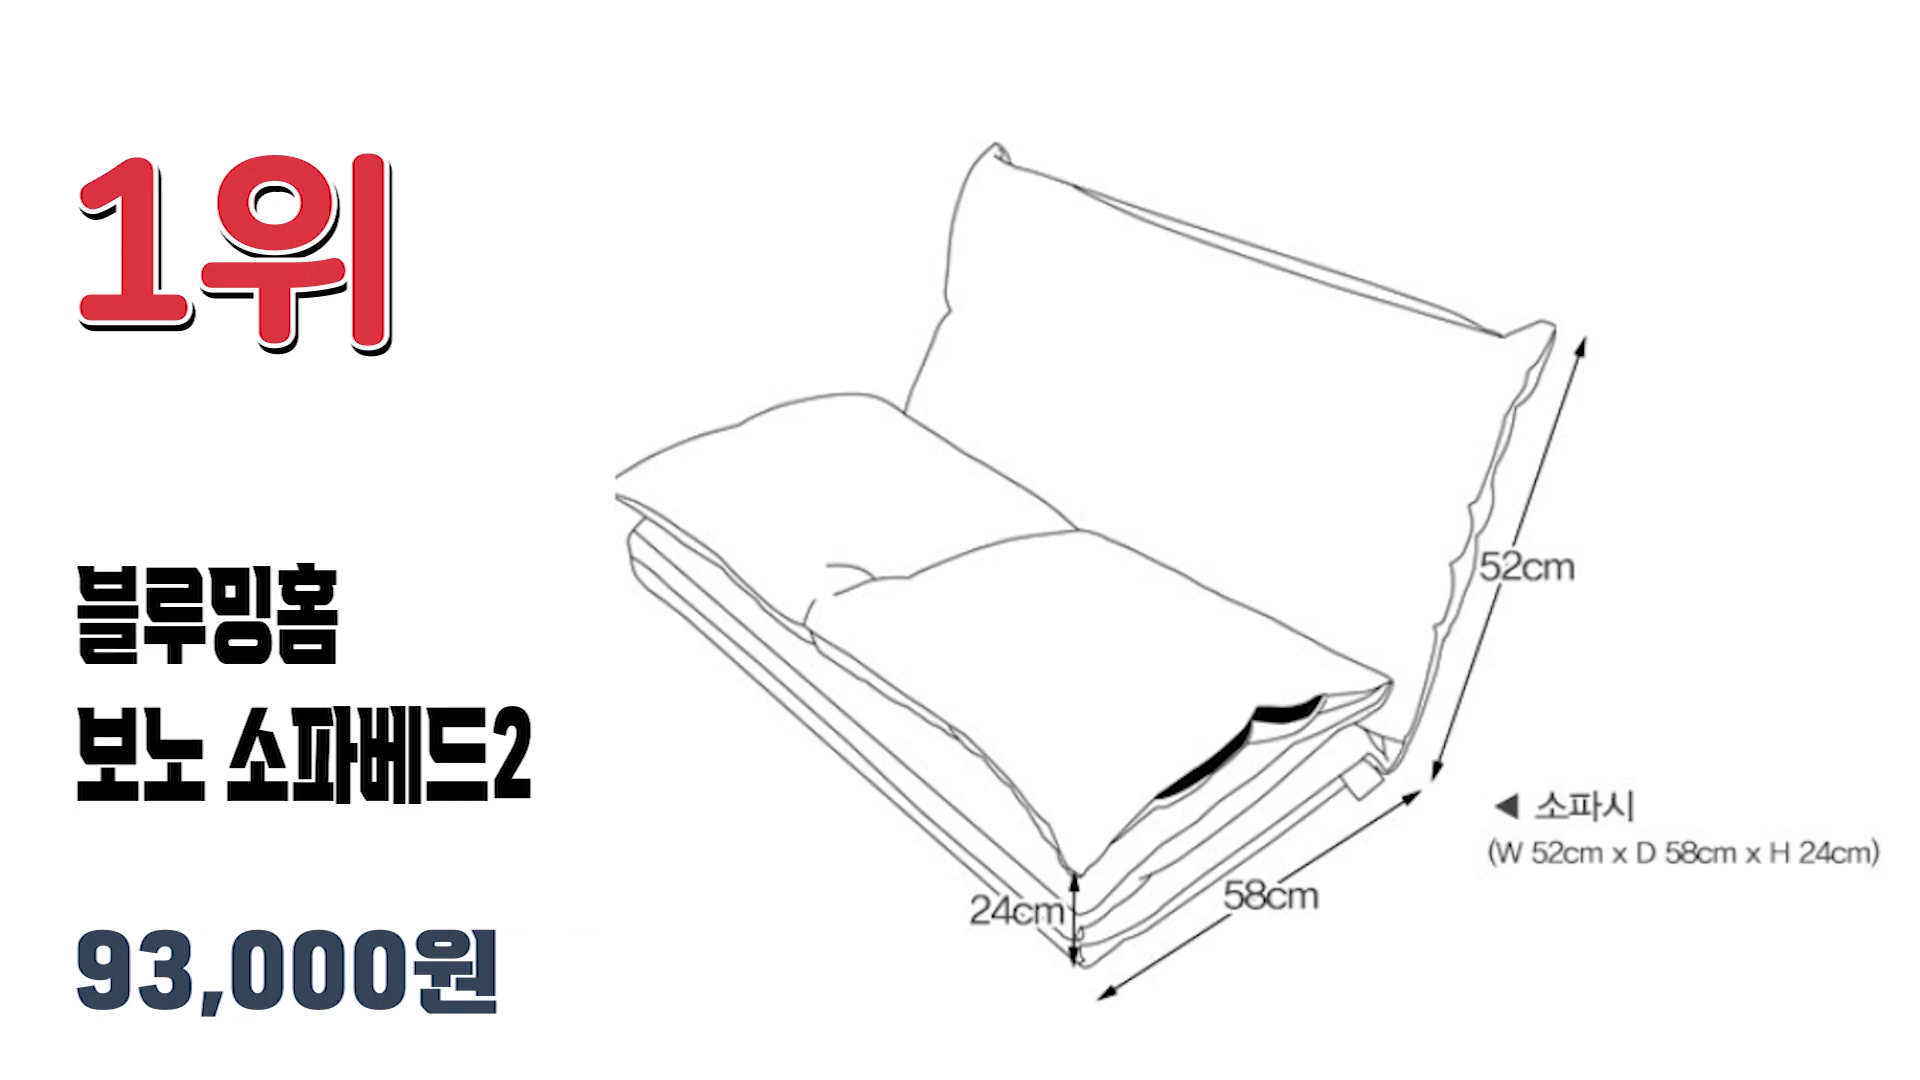 1위
블루밍홈
보노 소파베드2
93,000원
52cm
◀ 소파시
(W 52cm x D 58cm x H 24cm)
58cm
24cm